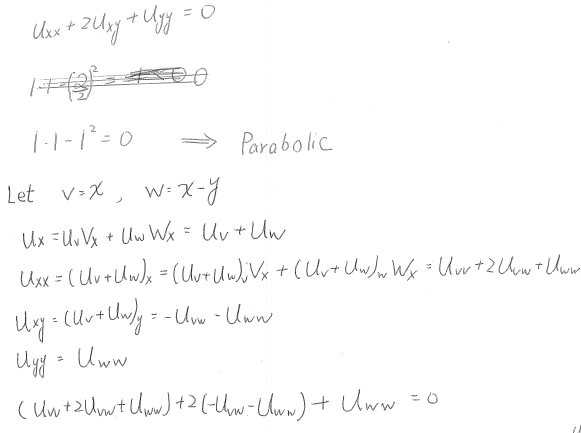 Uxx + 2Uxy + Uyy = 0
1·1 - 1² = 0 ⟹ Parabolic
Let v = x , w = x - y
Ux = UvVx + UwWx = Uv + Uw
Uxx = (Uv + Uw)x = (Uv + Uw)vVx + (Uv + Uw)wWx = Uvv + 2Uvw + Uww
Uxy = (Uv + Uw)y = -Uvw - Uww
Uyy = Uww
(Uvv + 2Uvw + Uww) + 2(-Uvw - Uww) + Uww = 0